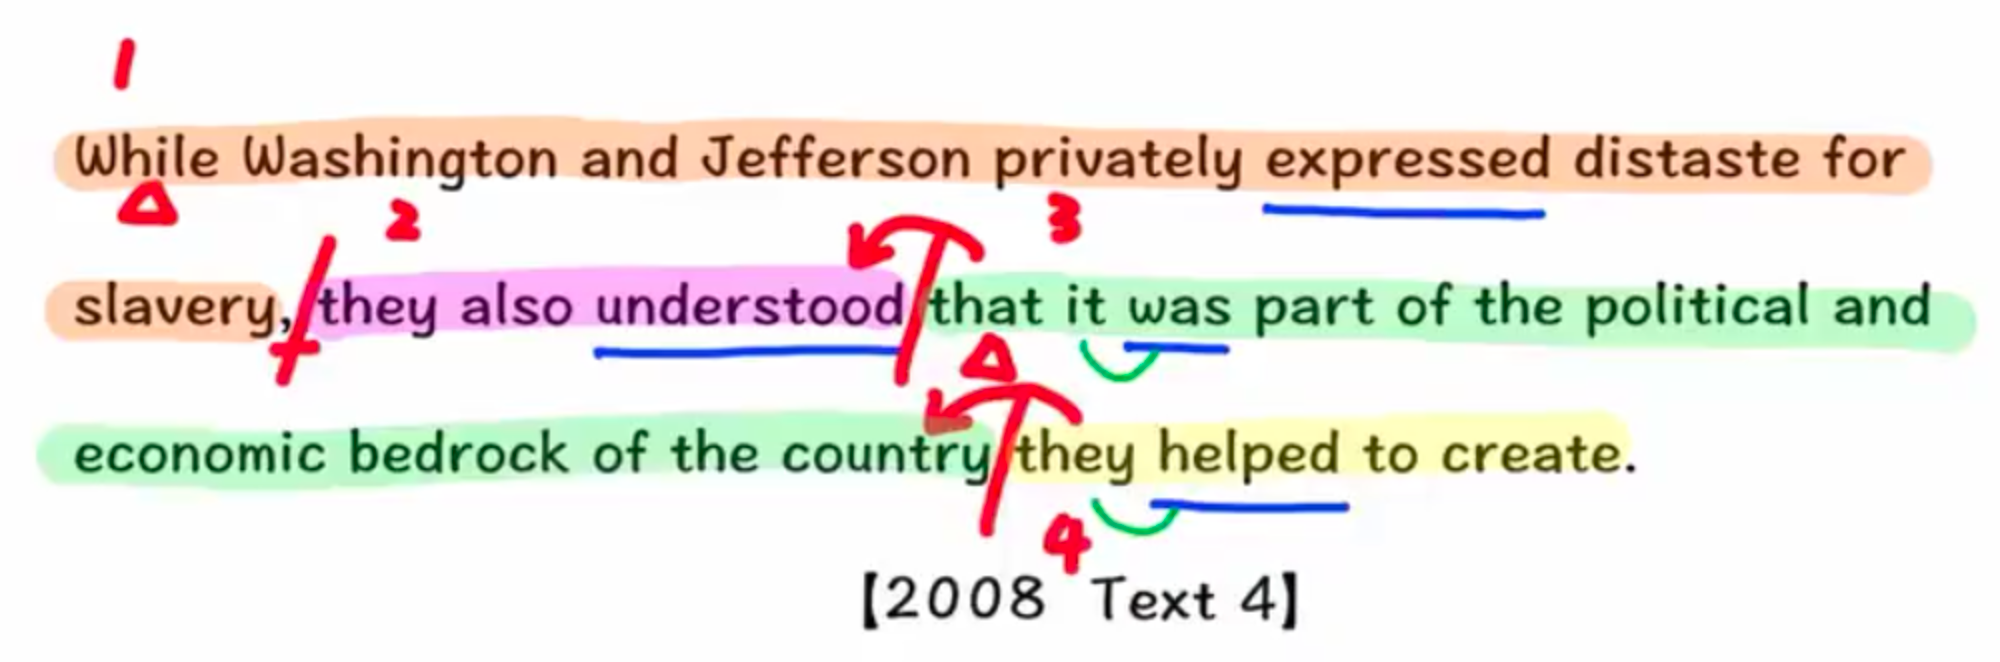 1
While Washington and Jefferson privately expressed distaste for
2 3
slavery, they also understood that it was part of the political and
economic bedrock of the country they helped to create.
4
【2008 Text 4】